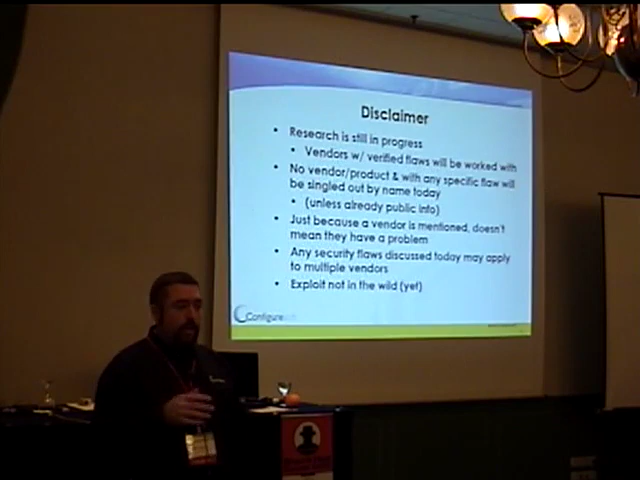 Disclaimer
• Research is still in progress
• Vendors w/ verified flaws will be worked with
• No vendor/product & with any specific flaw will
be singled out by name today
• (unless already public info)
• Just because a vendor is mentioned, doesn't
mean they have a problem
• Any security flaws discussed today may apply
to multiple vendors
• Exploit not in the wild (yet)
Configure